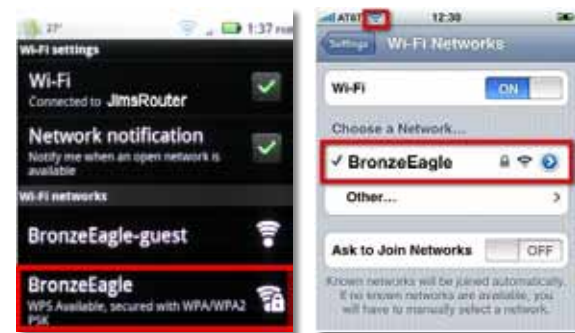 27°
1:37 PM
Wi-Fi settings
Wi-Fi
Connected to JimsRouter
Network notification
Notify me when an open network is
available
Wi-Fi networks
BronzeEagle-guest
BronzeEagle
WPS Available, secured with WPA/WPA2
PSK
AT&T
12:30
Settings
Wi-Fi Networks
Wi-Fi
ON
Choose a Network...
BronzeEagle
Other...
Ask to Join Networks
OFF
Known networks will be joined automatically.
If no known networks are available, you
will have to manually select a network.